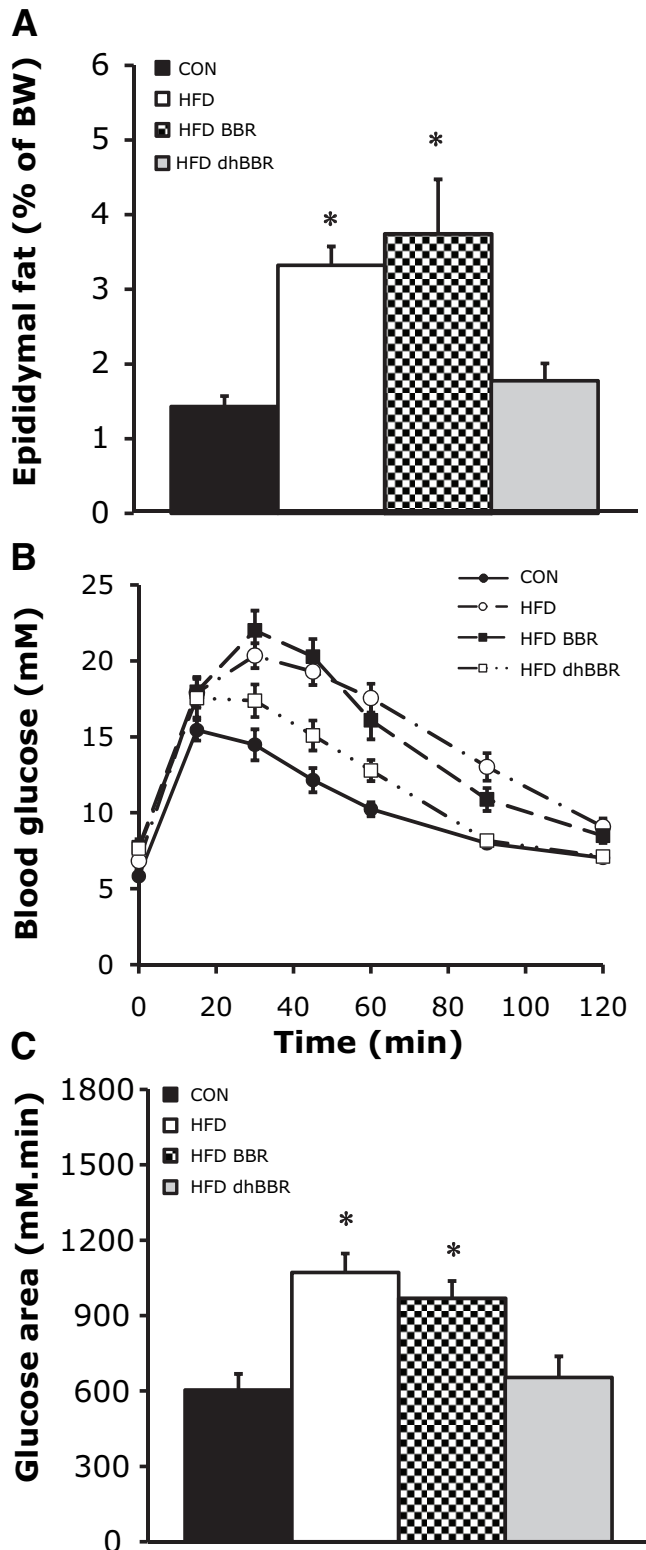 A
Epididymal fat (% of BW)
6
5
4
3
2
1
0
CON
HFD
HFD BBR
HFD dhBBR
*
*
B
Blood glucose (mM)
25
20
15
10
5
0
CON
HFD
HFD BBR
HFD dhBBR
0 20 40 60 80 100 120
Time (min)
C
Glucose area (mM.min)
1800
1500
1200
900
600
300
0
CON
HFD
HFD BBR
HFD dhBBR
*
*